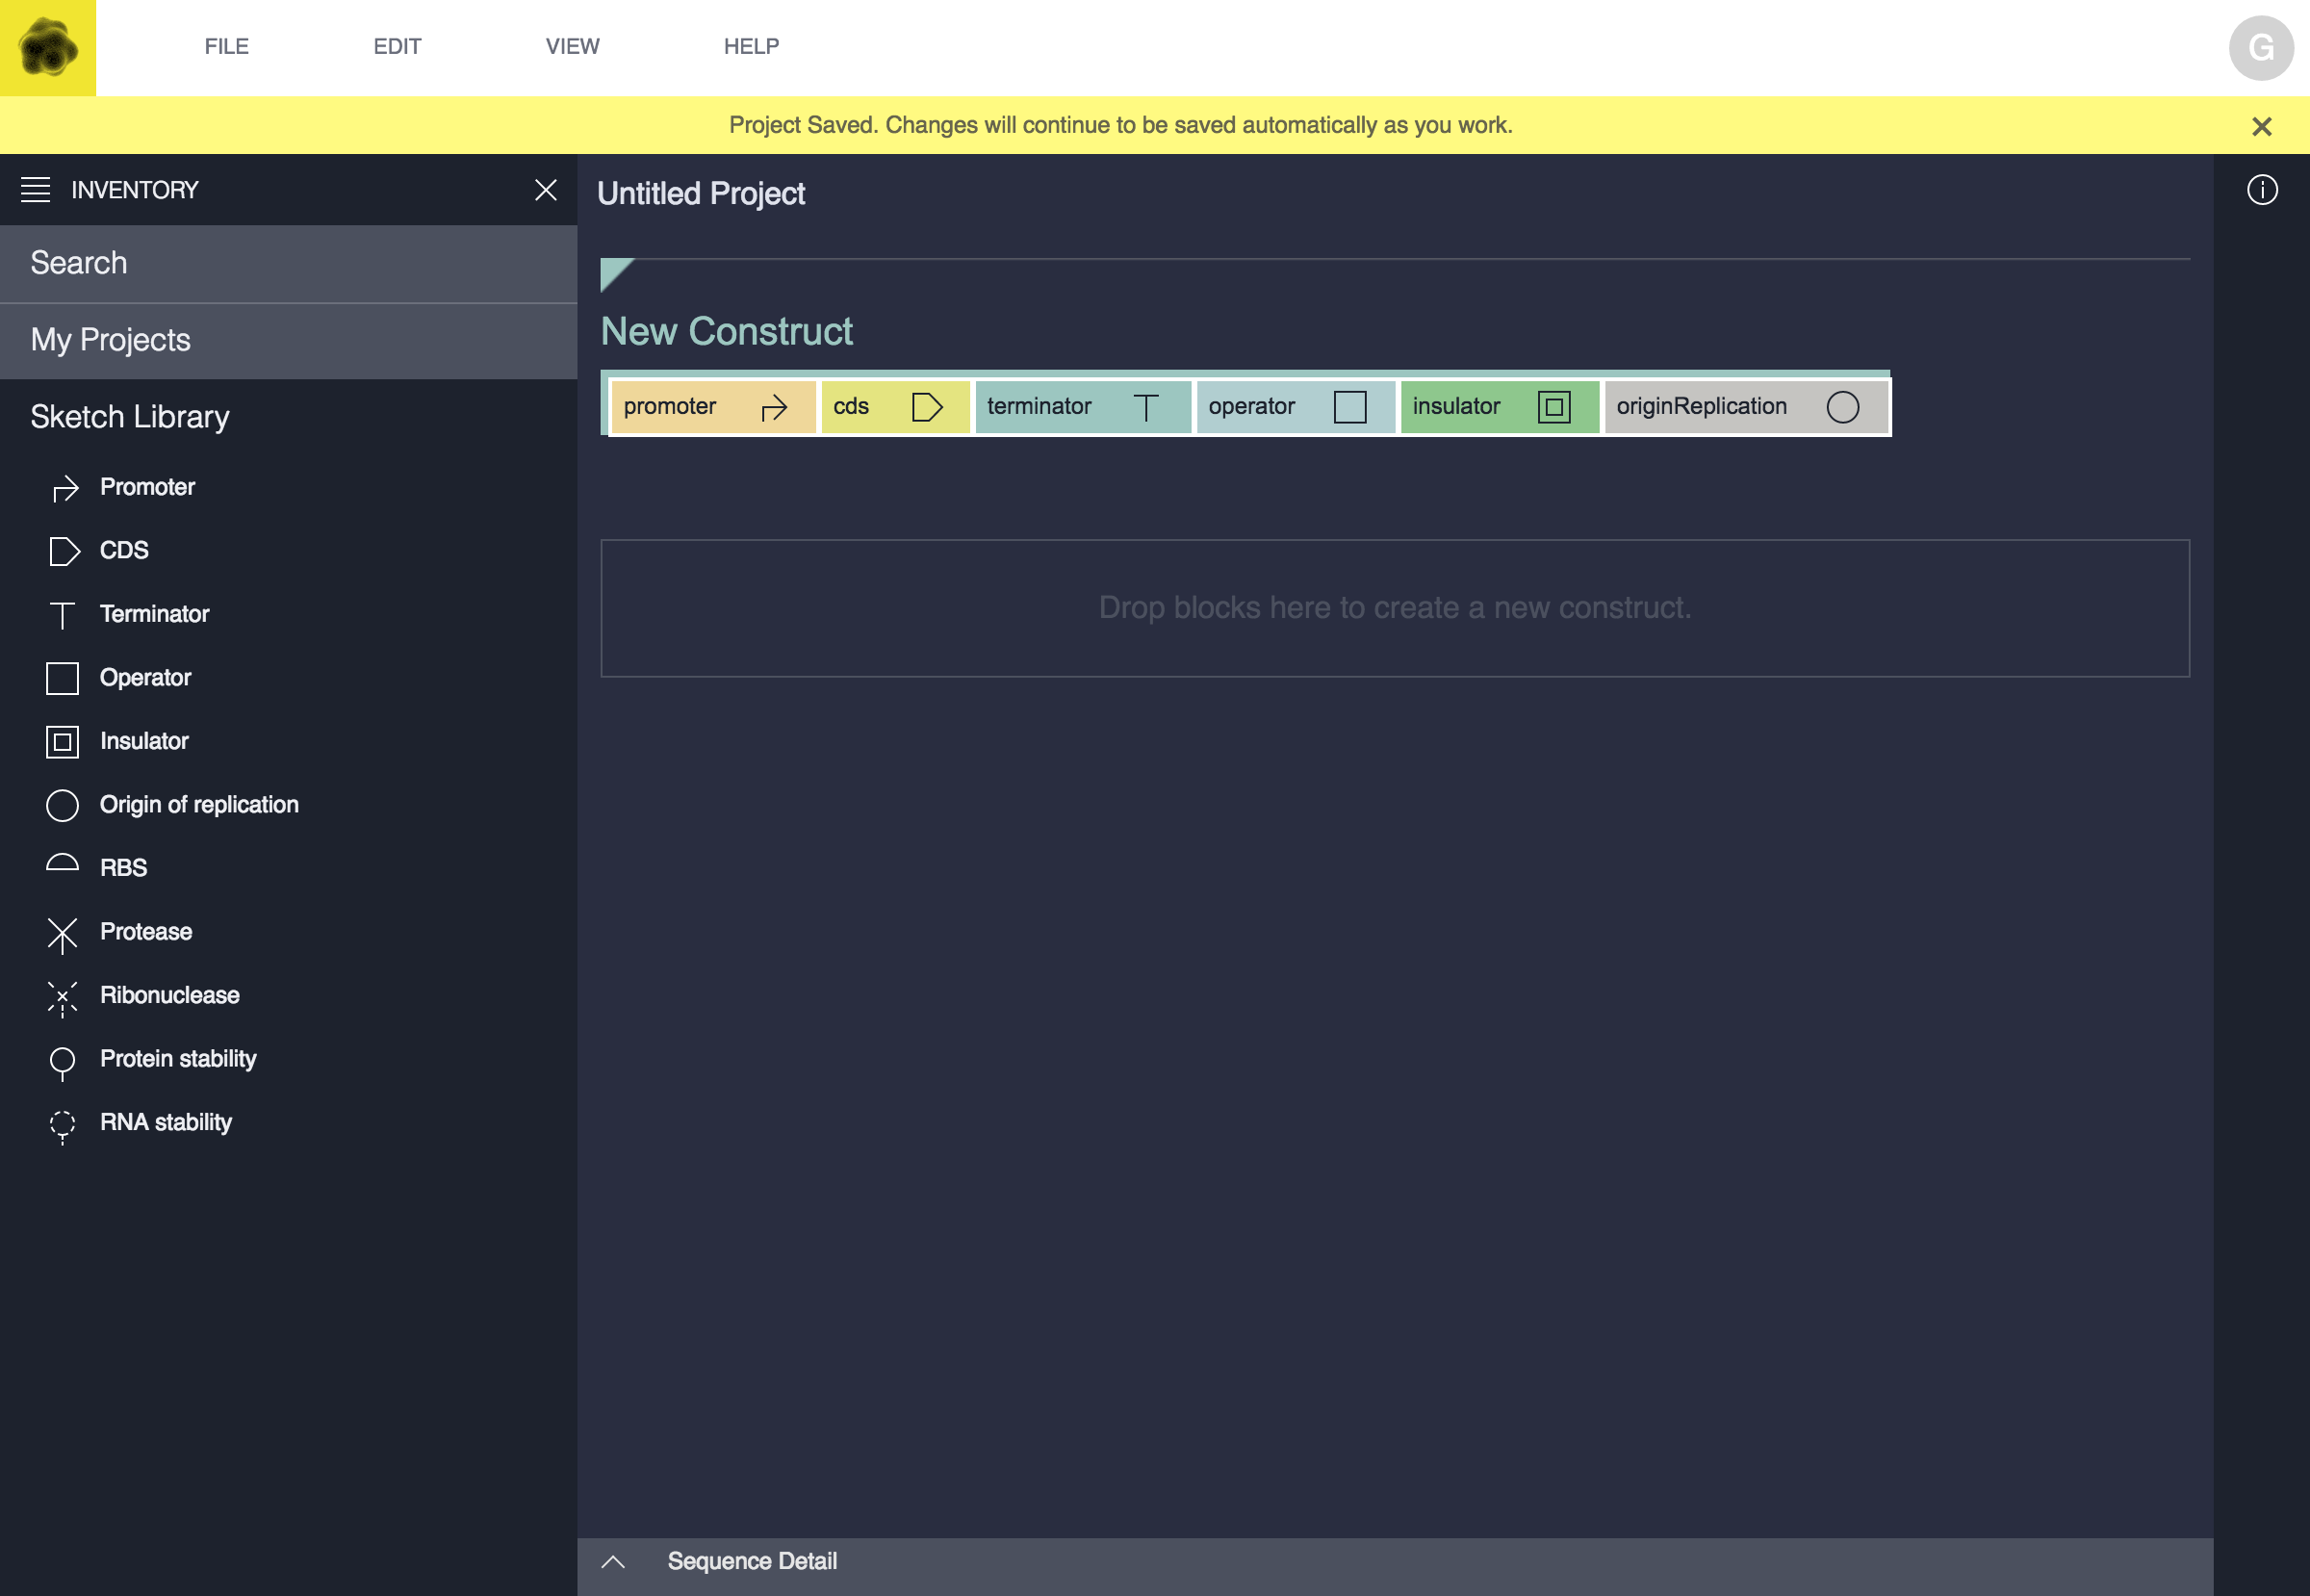 FILE EDIT VIEW HELP G
Project Saved. Changes will continue to be saved automatically as you work.
INVENTORY
Search
My Projects
Sketch Library
Promoter
CDS
Terminator
Operator
Insulator
Origin of replication
RBS
Protease
Ribonuclease
Protein stability
RNA stability
Untitled Project
New Construct
promoter cds terminator operator insulator originReplication
Drop blocks here to create a new construct.
Sequence Detail